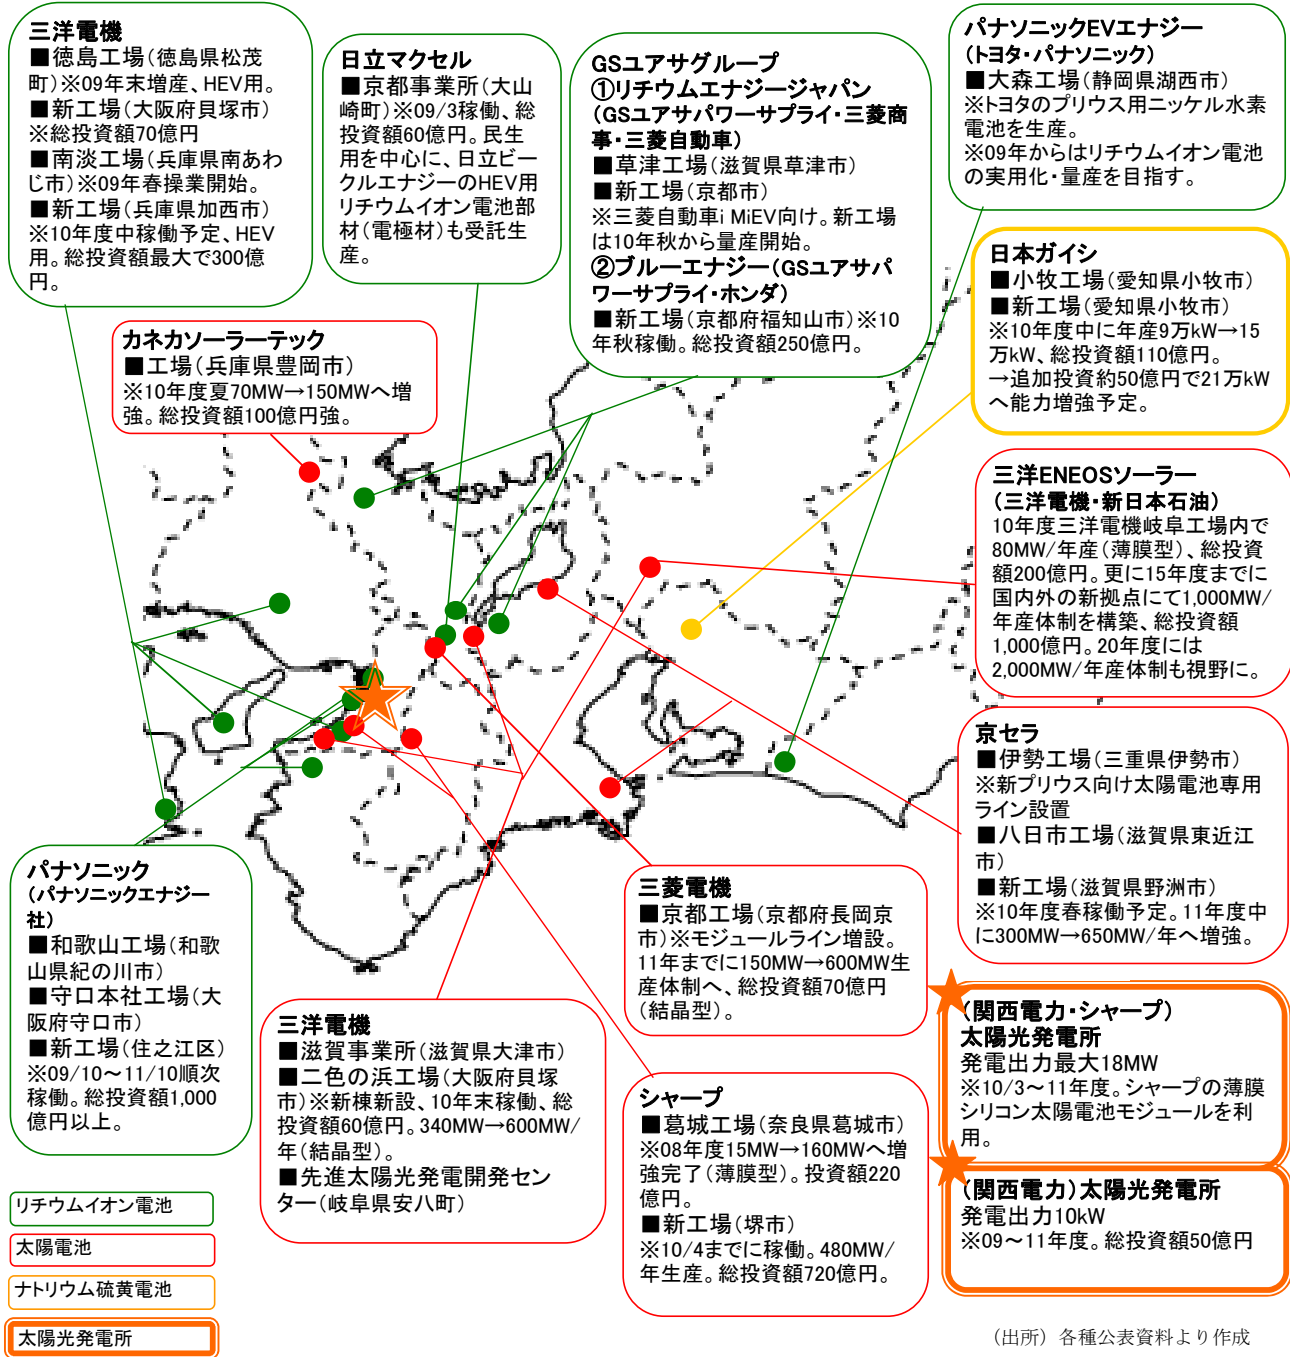 三洋電機
■徳島工場(徳島県松茂
町)※09年末増産、HEV用。
■新工場(大阪府貝塚市)
※総投資額70億円
■南淡工場(兵庫県南あわ
じ市)※09年春操業開始。
■新工場(兵庫県加西市)
※10年度中稼働予定、HEV
用。総投資額最大で300億
円。
日立マクセル
■京都事業所(大山
崎町)※09/3稼働、総
投資額60億円。民生
用を中心に、日立ビー
クルエナジーのHEV用
リチウムイオン電池部
材(電極材)も受託生
産。
GSユアサグループ
①リチウムエナジージャパン
(GSユアサパワーサプライ・三菱商
事・三菱自動車)
■草津工場(滋賀県草津市)
■新工場(京都市)
※三菱自動車i MiEV向け。新工場
は10年秋から量産開始。
②ブルーエナジー(GSユアサパ
ワーサプライ・ホンダ)
■新工場(京都府福知山市)※10
年秋稼働。総投資額250億円。
パナソニックEVエナジー
(トヨタ・パナソニック)
■大森工場(静岡県湖西市)
※トヨタのプリウス用ニッケル水素
電池を生産。
※09年からはリチウムイオン電池
の実用化・量産を目指す。
日本ガイシ
■小牧工場(愛知県小牧市)
■新工場(愛知県小牧市)
※10年度中に年産9万kW→15
万kW、総投資額110億円。
→追加投資約50億円で21万kW
へ能力増強予定。
カネカソーラーテック
■工場(兵庫県豊岡市)
※10年度夏70MW→150MWへ増
強。総投資額100億円強。
三洋ENEOSソーラー
(三洋電機・新日本石油)
10年度三洋電機岐阜工場内で
80MW/年産(薄膜型)、総投資
額200億円。更に15年度までに
国内外の新拠点にて1,000MW/
年産体制を構築、総投資額
1,000億円。20年度には
2,000MW/年産体制も視野に。
京セラ
■伊勢工場(三重県伊勢市)
※新プリウス向け太陽電池専用
ライン設置
■八日市工場(滋賀県東近江
市)
■新工場(滋賀県野洲市)
※10年度春稼働予定。11年度中
に300MW→650MW/年へ増強。
パナソニック
(パナソニックエナジー
社)
■和歌山工場(和歌
山県紀の川市)
■守口本社工場(大
阪府守口市)
■新工場(住之江区)
※09/10～11/10順次
稼働。総投資額1,000
億円以上。
三洋電機
■滋賀事業所(滋賀県大津市)
■二色の浜工場(大阪府貝塚
市)※新棟新設、10年末稼働、総
投資額60億円。340MW→600MW/
年(結晶型)。
■先進太陽光発電開発セン
ター(岐阜県安八町)
三菱電機
■京都工場(京都府長岡京
市)※モジュールライン増設。
11年までに150MW→600MW生
産体制へ、総投資額70億円
(結晶型)。
シャープ
■葛城工場(奈良県葛城市)
※08年度15MW→160MWへ増
強完了(薄膜型)。投資額220
億円。
■新工場(堺市)
※10/4までに稼働。480MW/
年生産。総投資額720億円。
(関西電力・シャープ)
太陽光発電所
発電出力最大18MW
※10/3～11年度。シャープの薄膜
シリコン太陽電池モジュールを利
用。
(関西電力)太陽光発電所
発電出力10kW
※09～11年度。総投資額50億円
リチウムイオン電池
太陽電池
ナトリウム硫黄電池
太陽光発電所
(出所)各種公表資料より作成